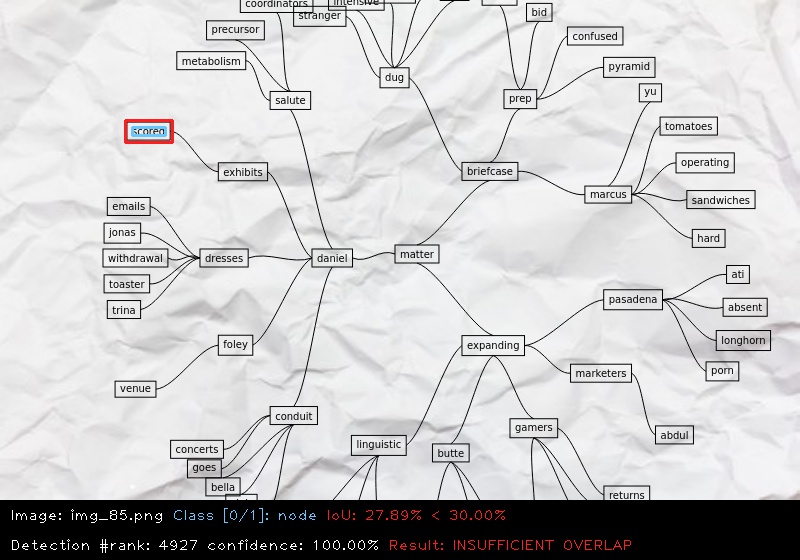 coordinators
intensive
stranger
bid
precursor
confused
metabolism
dug
pyramid
salute
prep
yu
scored
tomatoes
exhibits
briefcase
operating
marcus
sandwiches
emails
jonas
hard
withdrawal
dresses
daniel
matter
toaster
ati
trina
pasadena
absent
foley
expanding
longhorn
venue
marketers
porn
conduit
concerts
linguistic
gamers
abdul
goes
butte
bella
returns
Image: img_85.png Class [0/1]: node IoU: 27.89% < 30.00%
Detection #rank: 4927 confidence: 100.00% Result: INSUFFICIENT OVERLAP